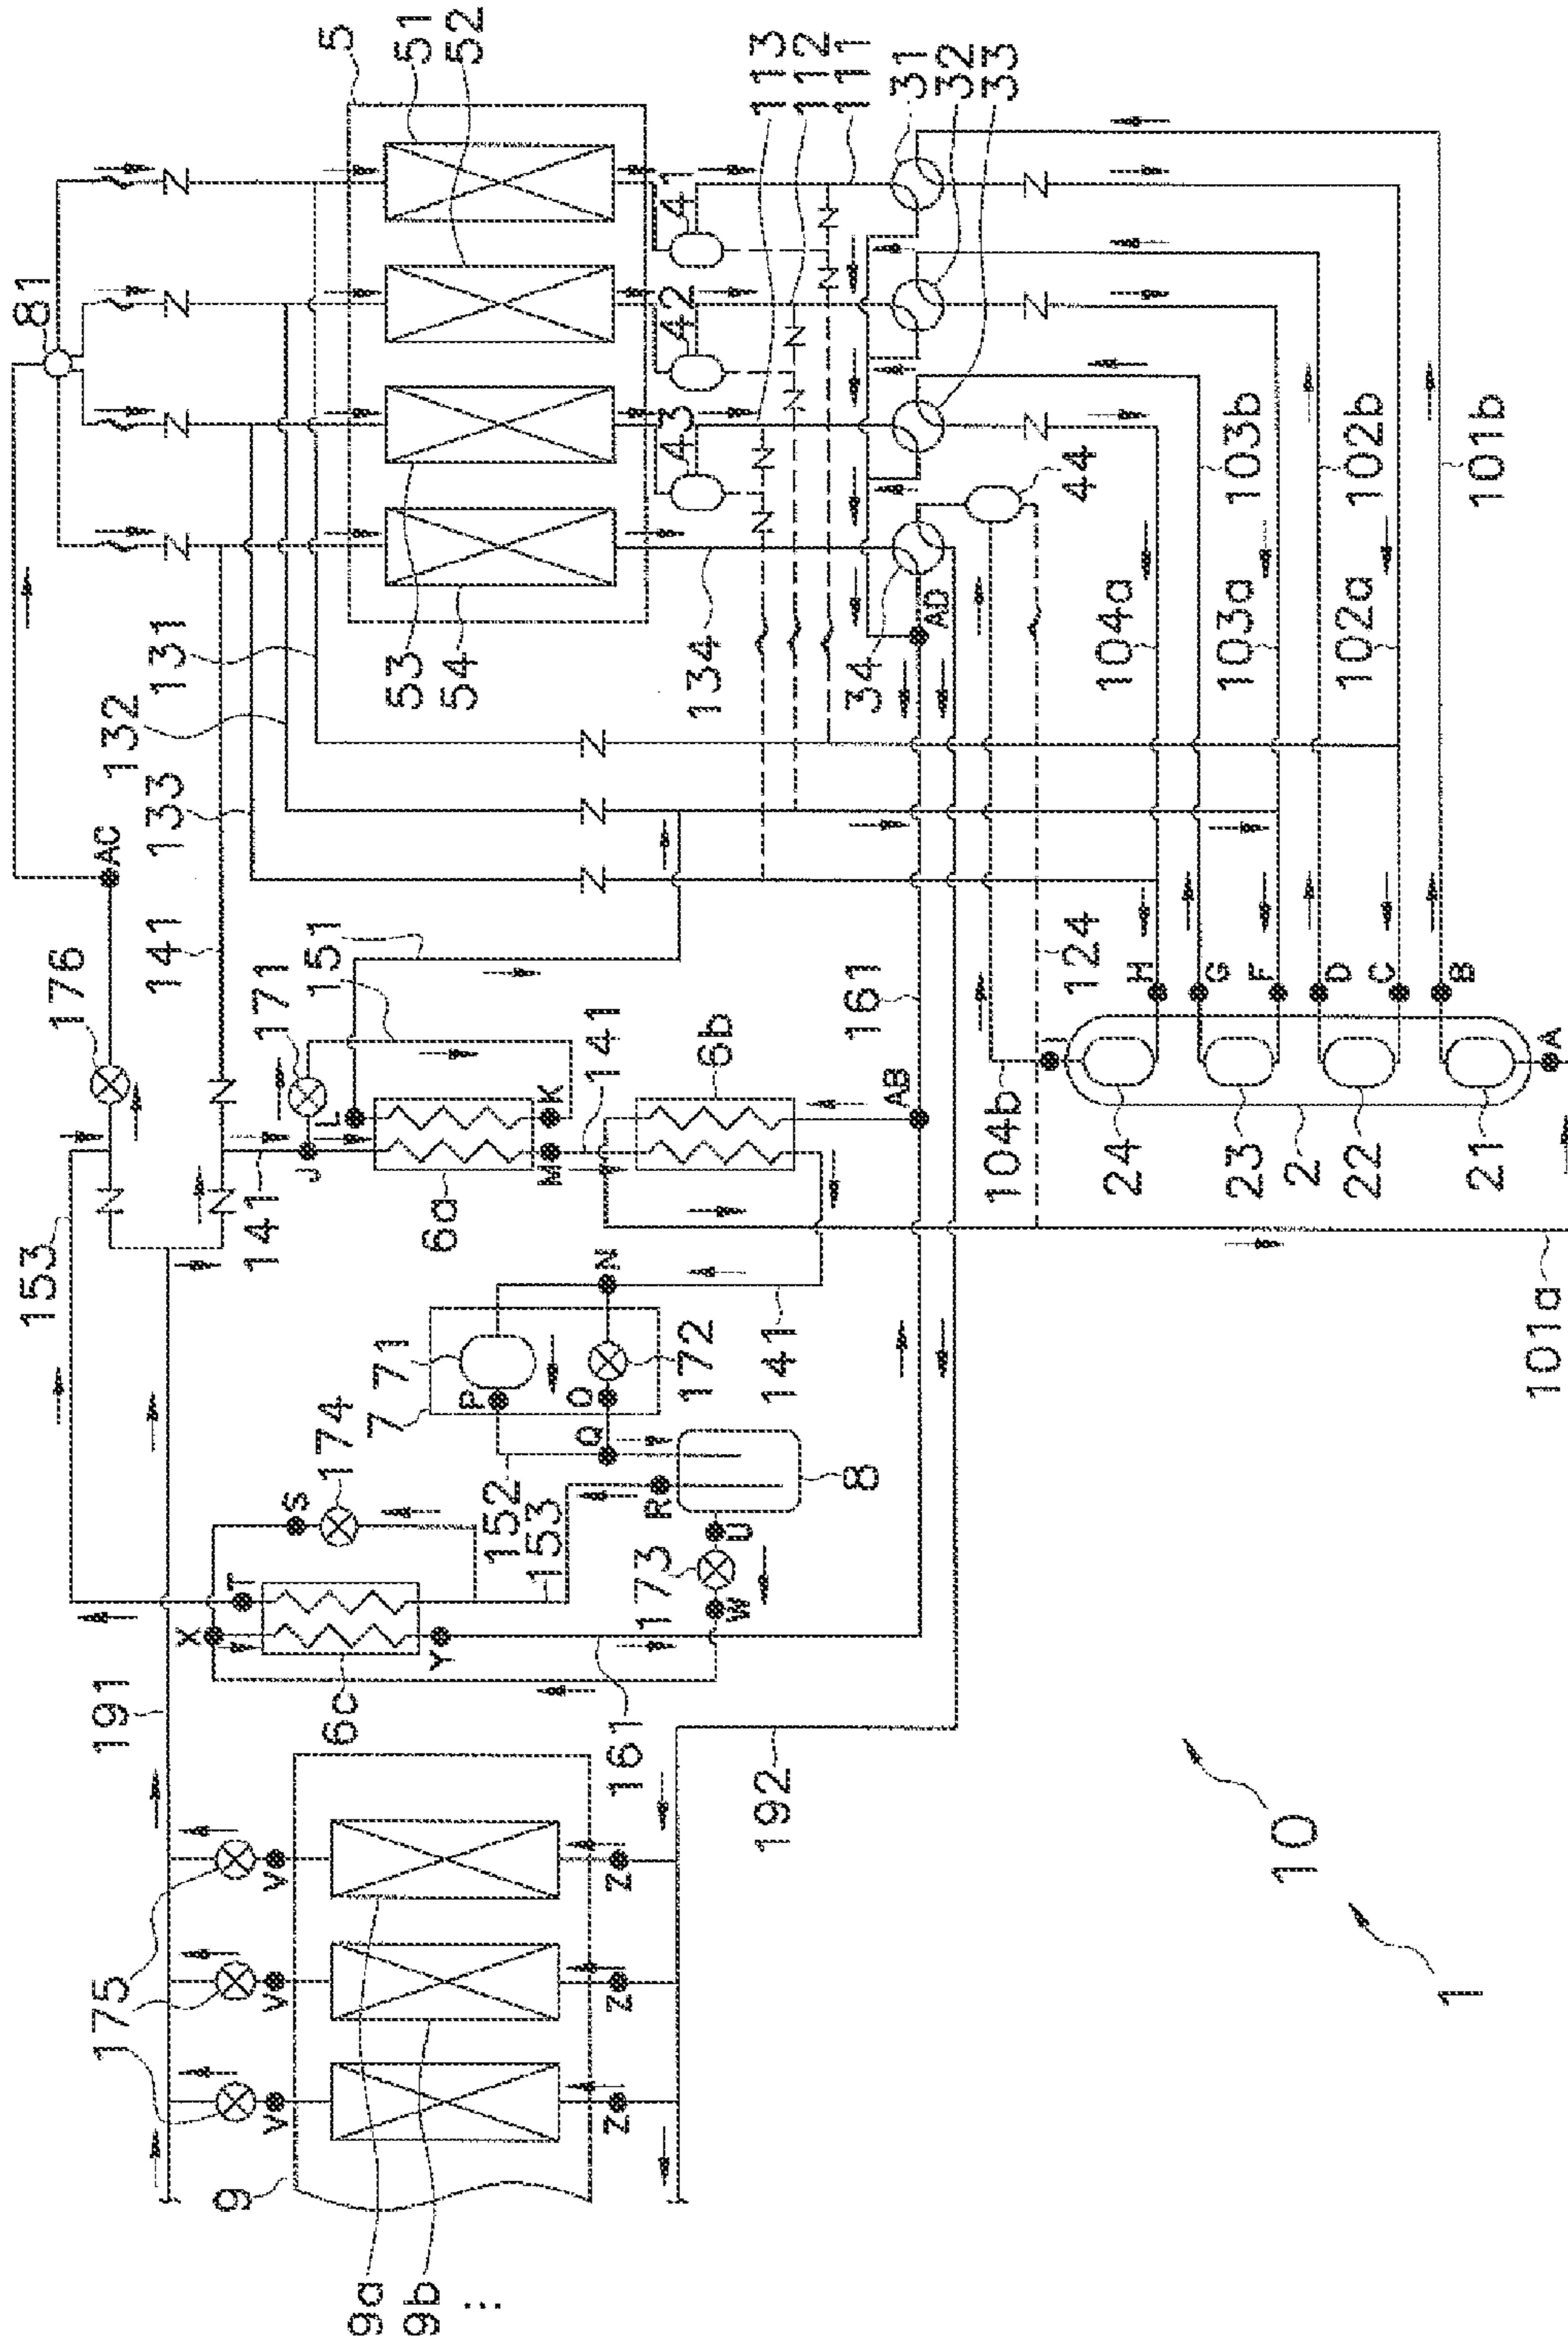 81
153
176
175
191
AC
132
133
141
131
X
9
T
141
V
V
V
S
J
174
171
151
5
L
9a
6c
7
71
53
51
9b
Y
6a
P
K
54
52
⋮
152
153
Q
O
M
141
N
Z
Z
Z
161
173
R
172
6b
43
42
41
W
U
134
192
141
8
161
113
112
111
AB
34
AD
31
32
33
104b
I
124
44
24
H
104a
10
23
G
103b
F
103a
2
22
D
102b
C
102a
1
21
B
101b
A
101a